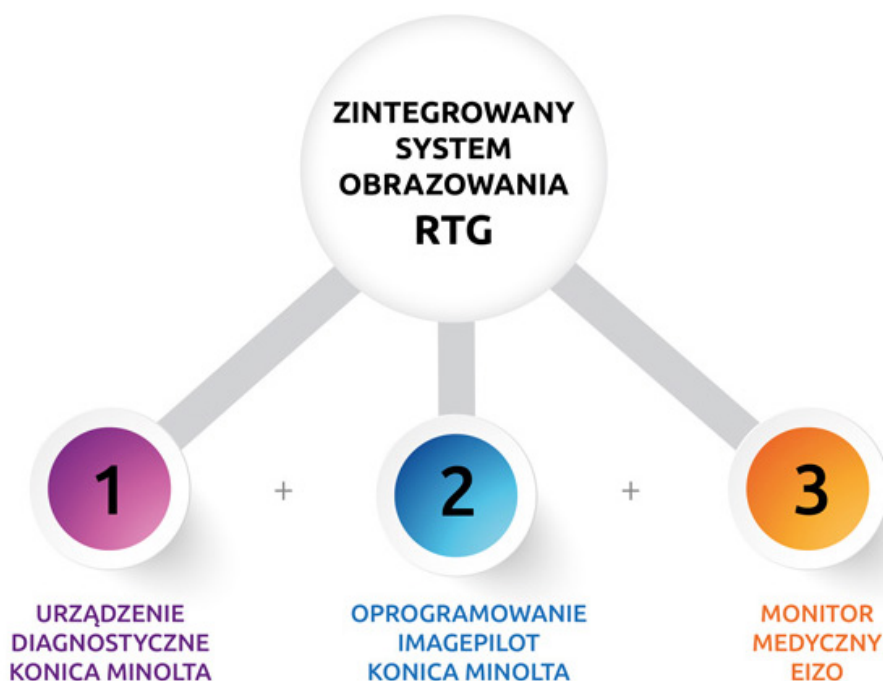 ZINTEGROWANY
SYSTEM
OBRAZOWANIA
RTG
1
+
2
+
3
URZĄDZENIE
DIAGNOSTYCZNE
KONICA MINOLTA
OPROGRAMOWANIE
IMAGEPILOT
KONICA MINOLTA
MONITOR
MEDYCZNY
EIZO